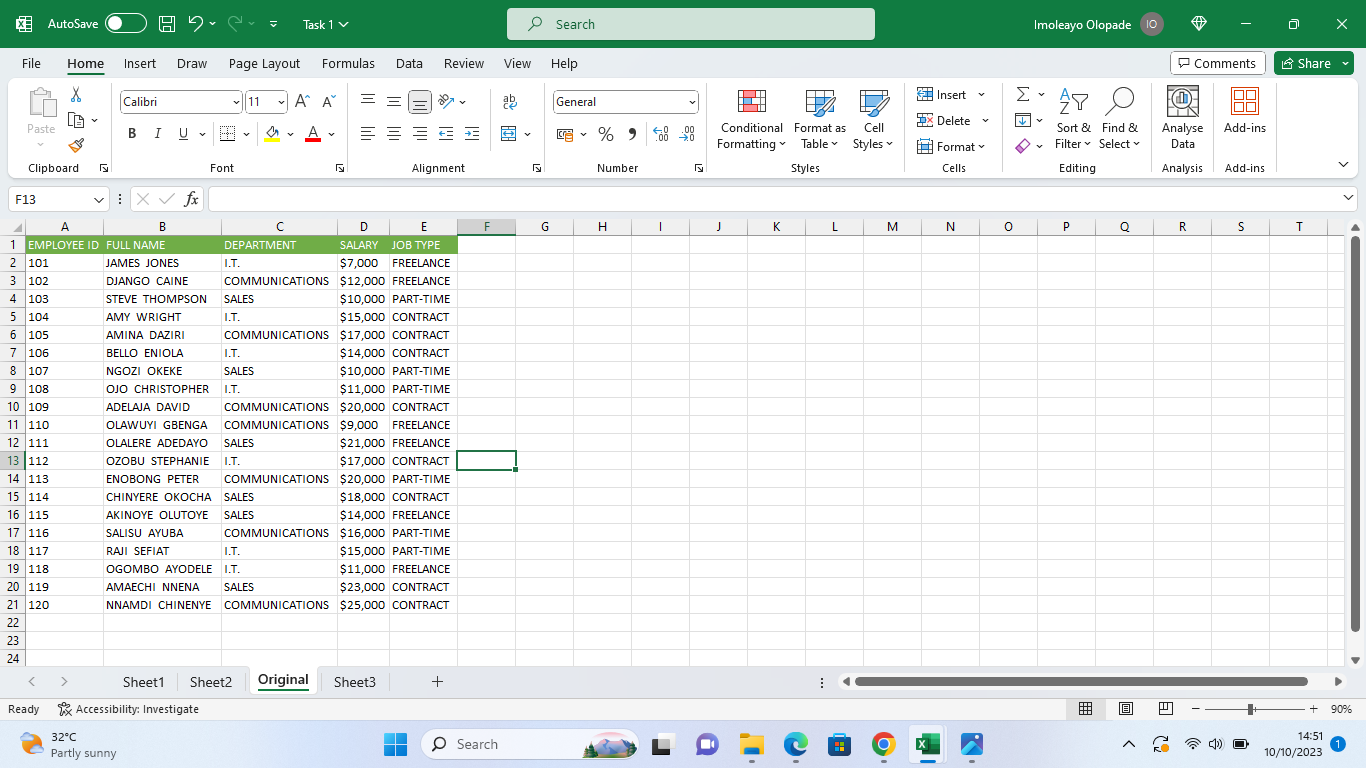 AutoSave Task 1 Search Imoleayo Olopade IO
File Home Insert Draw Page Layout Formulas Data Review View Help Comments Share
Paste Calibri 11 A A ab General Conditional Formatting Format as Table Cell Styles Insert Delete Format Sort & Filter Find & Select Analyse Data Add-ins
B I U A % 
Clipboard Font Alignment Number Styles Cells Editing Analysis Add-ins
F13 fx
A B C D E F G H I J K L M N O P Q R S T
1 EMPLOYEE ID FULL NAME DEPARTMENT SALARY JOB TYPE
2 101 JAMES JONES I.T. $7,000 FREELANCE
3 102 DJANGO CAINE COMMUNICATIONS $12,000 FREELANCE
4 103 STEVE THOMPSON SALES $10,000 PART-TIME
5 104 AMY WRIGHT I.T. $15,000 CONTRACT
6 105 AMINA DAZIRI COMMUNICATIONS $17,000 CONTRACT
7 106 BELLO ENIOLA I.T. $14,000 CONTRACT
8 107 NGOZI OKEKE SALES $10,000 PART-TIME
9 108 OJO CHRISTOPHER I.T. $11,000 PART-TIME
10 109 ADELAJA DAVID COMMUNICATIONS $20,000 CONTRACT
11 110 OLAWUYI GBENGA COMMUNICATIONS $9,000 FREELANCE
12 111 OLALERE ADEDAYO SALES $21,000 FREELANCE
13 112 OZOBU STEPHANIE I.T. $17,000 CONTRACT
14 113 ENOBONG PETER COMMUNICATIONS $20,000 PART-TIME
15 114 CHINYERE OKOCHA SALES $18,000 CONTRACT
16 115 AKINOYE OLUTOYE SALES $14,000 FREELANCE
17 116 SALISU AYUBA COMMUNICATIONS $16,000 PART-TIME
18 117 RAJI SEFIAT I.T. $15,000 PART-TIME
19 118 OGOMBO AYODELE I.T. $11,000 FREELANCE
20 119 AMAECHI NNENA SALES $23,000 CONTRACT
21 120 NNAMDI CHINENYE COMMUNICATIONS $25,000 CONTRACT
22
23
24
Sheet1 Sheet2 Original Sheet3
Ready Accessibility: Investigate 90%
32°C
Partly sunny
Search
14:51
10/10/2023
1